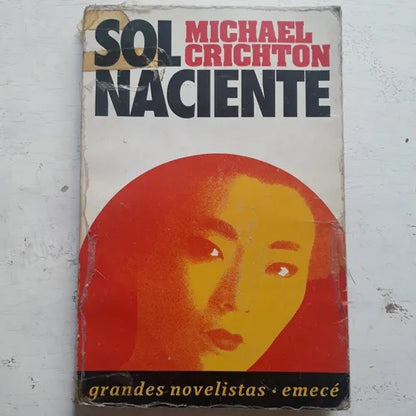 SOL
MICHAEL
CRICHTON
NACIENTE
grandes novelistas · emecé